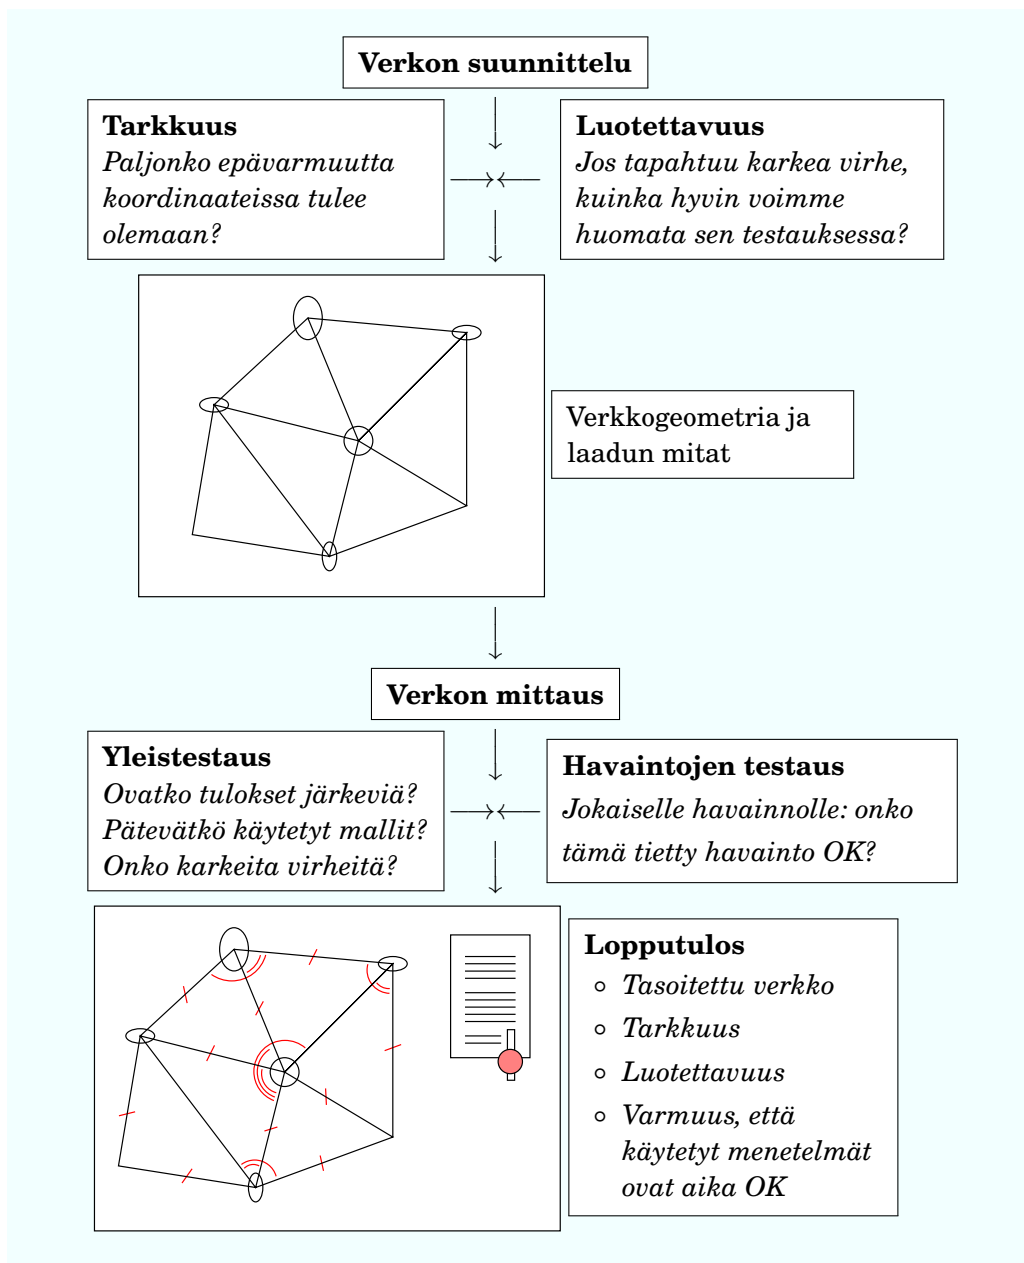 Verkon suunnittelu
Tarkkuus
Paljonko epävarmuutta
koordinaateissa tulee
olemaan?
Luotettavuus
Jos tapahtuu karkea virhe,
kuinka hyvin voimme
huomata sen testauksessa?
Verkkogeometria ja
laadun mitat
Verkon mittaus
Yleistestaus
Ovatko tulokset järkeviä?
Pätevätkö käytetyt mallit?
Onko karkeita virheitä?
Havaintojen testaus
Jokaiselle havainnolle: onko
tämä tietty havainto OK?
Lopputulos
Tasoitettu verkko
Tarkkuus
Luotettavuus
Varmuus, että
käytetyt menetelmät
ovat aika OK